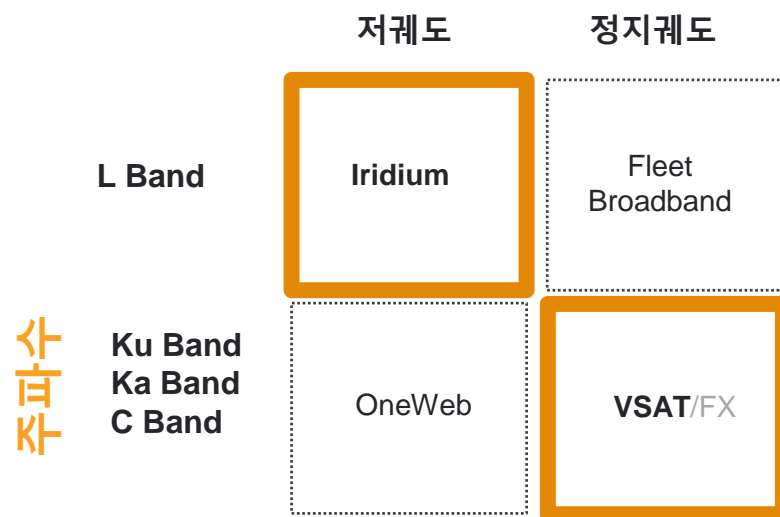 저궤도 정지궤도
L Band
Iridium
Fleet
Broadband
주파수
Ku Band
Ka Band
C Band
OneWeb
VSAT/FX